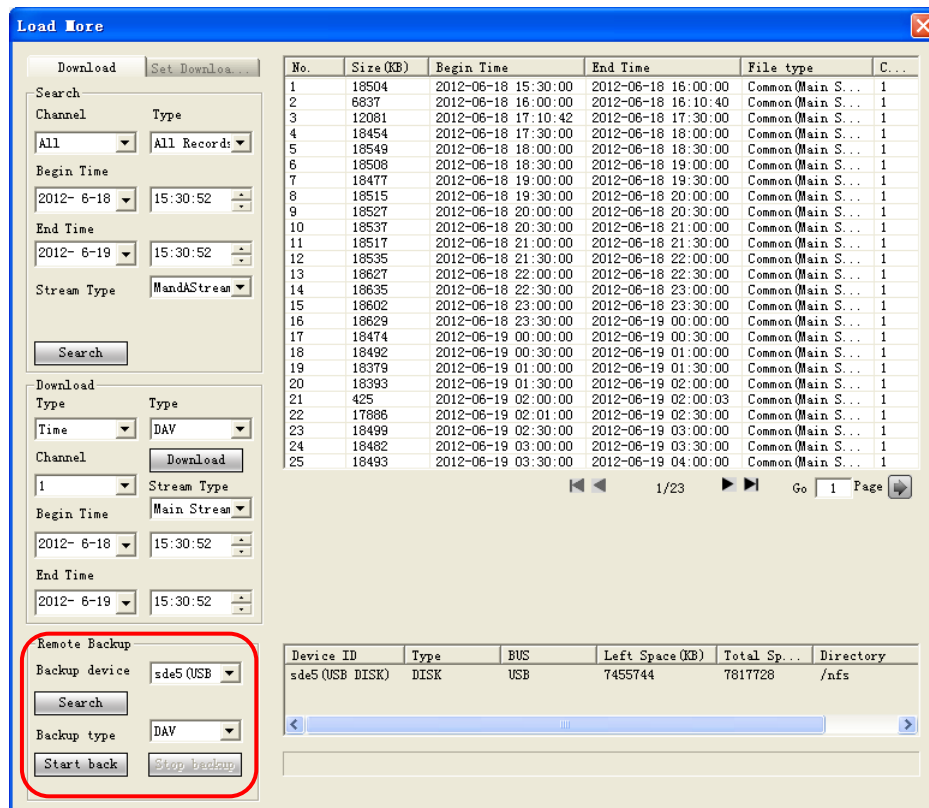 Load More
Download Set Downloa...
Search
Channel Type
All All Records
Begin Time
2012- 6-18 15:30:52
End Time
2012- 6-19 15:30:52
Stream Type MandAStream
Search
Download
Type Type
Time DAV
Channel Download
1 Stream Type
Begin Time Main Stream
2012- 6-18 15:30:52
End Time
2012- 6-19 15:30:52
Remote Backup
Backup device sde5 (USB
Search
Backup type DAV
Start back Stop backup
No. Size(KB) Begin Time End Time File type C...
1 18504 2012-06-18 15:30:00 2012-06-18 16:00:00 Common(Main S... 1
2 6837 2012-06-18 16:00:00 2012-06-18 16:10:40 Common(Main S... 1
3 12081 2012-06-18 17:10:42 2012-06-18 17:30:00 Common(Main S... 1
4 18454 2012-06-18 17:30:00 2012-06-18 18:00:00 Common(Main S... 1
5 18549 2012-06-18 18:00:00 2012-06-18 18:30:00 Common(Main S... 1
6 18508 2012-06-18 18:30:00 2012-06-18 19:00:00 Common(Main S... 1
7 18477 2012-06-18 19:00:00 2012-06-18 19:30:00 Common(Main S... 1
8 18515 2012-06-18 19:30:00 2012-06-18 20:00:00 Common(Main S... 1
9 18527 2012-06-18 20:00:00 2012-06-18 20:30:00 Common(Main S... 1
10 18537 2012-06-18 20:30:00 2012-06-18 21:00:00 Common(Main S... 1
11 18517 2012-06-18 21:00:00 2012-06-18 21:30:00 Common(Main S... 1
12 18535 2012-06-18 21:30:00 2012-06-18 22:00:00 Common(Main S... 1
13 18627 2012-06-18 22:00:00 2012-06-18 22:30:00 Common(Main S... 1
14 18635 2012-06-18 22:30:00 2012-06-18 23:00:00 Common(Main S... 1
15 18602 2012-06-18 23:00:00 2012-06-18 23:30:00 Common(Main S... 1
16 18629 2012-06-18 23:30:00 2012-06-19 00:00:00 Common(Main S... 1
17 18474 2012-06-19 00:00:00 2012-06-19 00:30:00 Common(Main S... 1
18 18492 2012-06-19 00:30:00 2012-06-19 01:00:00 Common(Main S... 1
19 18379 2012-06-19 01:00:00 2012-06-19 01:30:00 Common(Main S... 1
20 18393 2012-06-19 01:30:00 2012-06-19 02:00:00 Common(Main S... 1
21 425 2012-06-19 02:00:00 2012-06-19 02:00:03 Common(Main S... 1
22 17886 2012-06-19 02:01:00 2012-06-19 02:30:00 Common(Main S... 1
23 18499 2012-06-19 02:30:00 2012-06-19 03:00:00 Common(Main S... 1
24 18482 2012-06-19 03:00:00 2012-06-19 03:30:00 Common(Main S... 1
25 18493 2012-06-19 03:30:00 2012-06-19 04:00:00 Common(Main S... 1
1/23 Go 1 Page
Device ID Type BUS Left Space(KB) Total Sp... Directory
sde5(USB DISK) DISK USB 7455744 7817728 /nfs